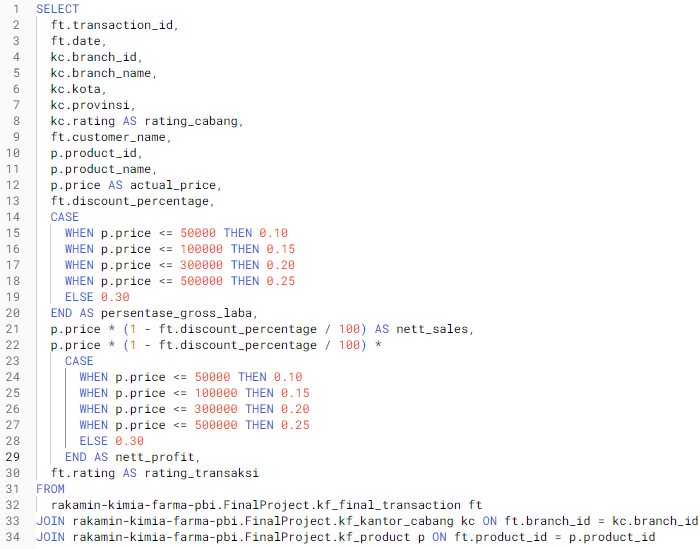 1 SELECT
2 ft.transaction_id,
3 ft.date,
4 kc.branch_id,
5 kc.branch_name,
6 kc.kota,
7 kc.provinsi,
8 kc.rating AS rating_cabang,
9 ft.customer_name,
10 p.product_id,
11 p.product_name,
12 p.price AS actual_price,
13 ft.discount_percentage,
14 CASE
15 WHEN p.price <= 50000 THEN 0.10
16 WHEN p.price <= 100000 THEN 0.15
17 WHEN p.price <= 300000 THEN 0.20
18 WHEN p.price <= 500000 THEN 0.25
19 ELSE 0.30
20 END AS persentase_gross_laba,
21 p.price * (1 - ft.discount_percentage / 100) AS nett_sales,
22 p.price * (1 - ft.discount_percentage / 100) *
23 CASE
24 WHEN p.price <= 50000 THEN 0.10
25 WHEN p.price <= 100000 THEN 0.15
26 WHEN p.price <= 300000 THEN 0.20
27 WHEN p.price <= 500000 THEN 0.25
28 ELSE 0.30
29 END AS nett_profit,
30 ft.rating AS rating_transaksi
31 FROM
32 rakamin-kimia-farma-pbi.FinalProject.kf_final_transaction ft
33 JOIN rakamin-kimia-farma-pbi.FinalProject.kf_kantor_cabang kc ON ft.branch_id = kc.branch_id
34 JOIN rakamin-kimia-farma-pbi.FinalProject.kf_product p ON ft.product_id = p.product_id